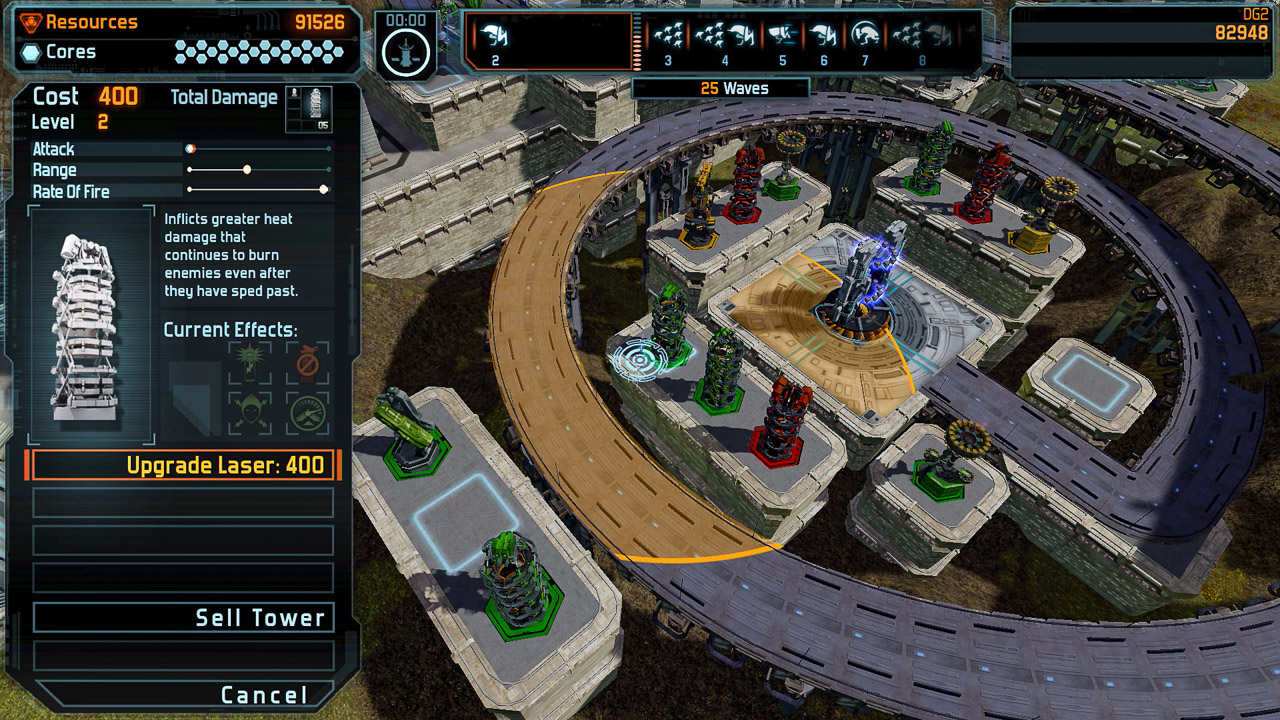 Resources 91526
Cores
00:00
2
3 4 5 6 7 8
DG2
82948
25 Waves
Cost 400 Total Damage
Level 2
Attack
Range
Rate Of Fire
Inflicts greater heat
damage that
continues to burn
enemies even after
they have sped past.
Current Effects:
Upgrade Laser: 400
Sell Tower
Cancel